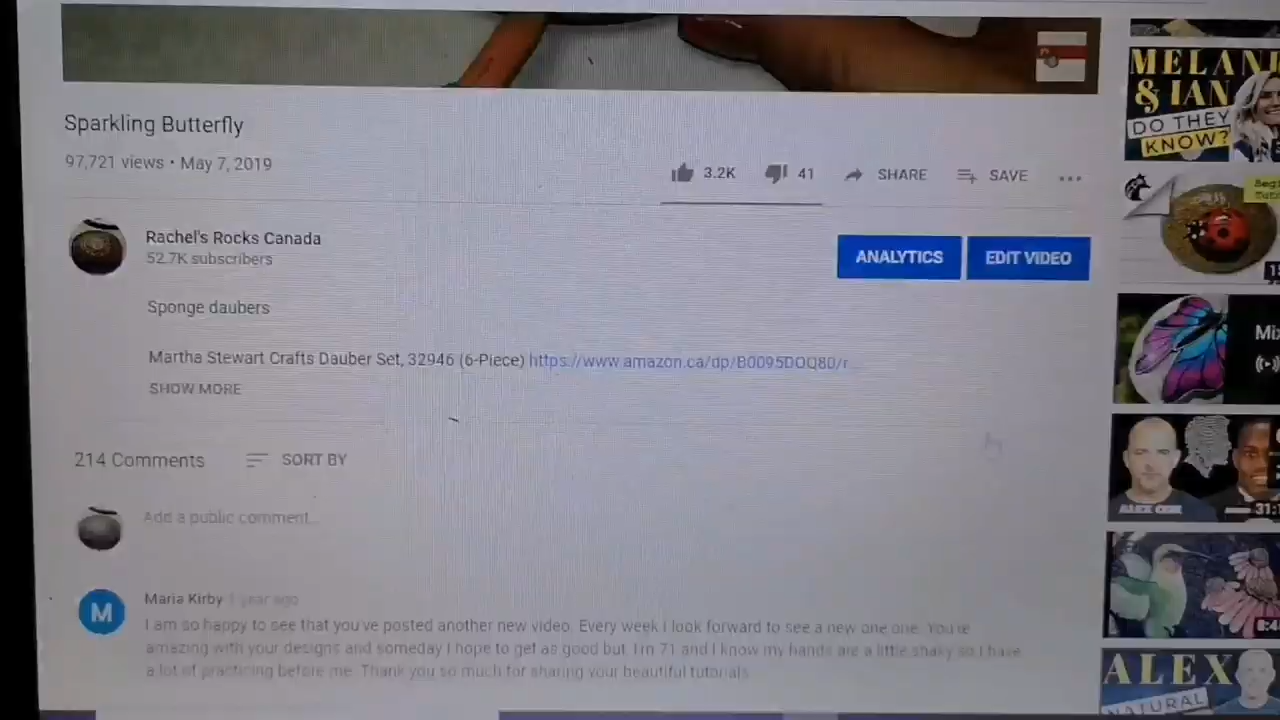 Sparkling Butterfly
97,721 views • May 7, 2019
3.2K
41
SHARE
SAVE
Rachel's Rocks Canada
52.7K subscribers
ANALYTICS
EDIT VIDEO
Sponge daubers
Martha Stewart Crafts Dauber Set, 32946 (6-Piece) https://www.amazon.ca/dp/B0095DOQ80/r...
SHOW MORE
214 Comments
SORT BY
Add a public comment...
M
Maria Kirby 1 year ago
I am so happy to see that you've posted another new video. Every week I look forward to see a new one one. You're
amazing with your designs and someday I hope to get as good but I'm 71 and I know my hands are a little shaky so I have
a lot of practicing before me. Thank you so much for sharing your beautiful tutorials
& IAN
DO THEY
KNOW?
ALEX
NATURAL